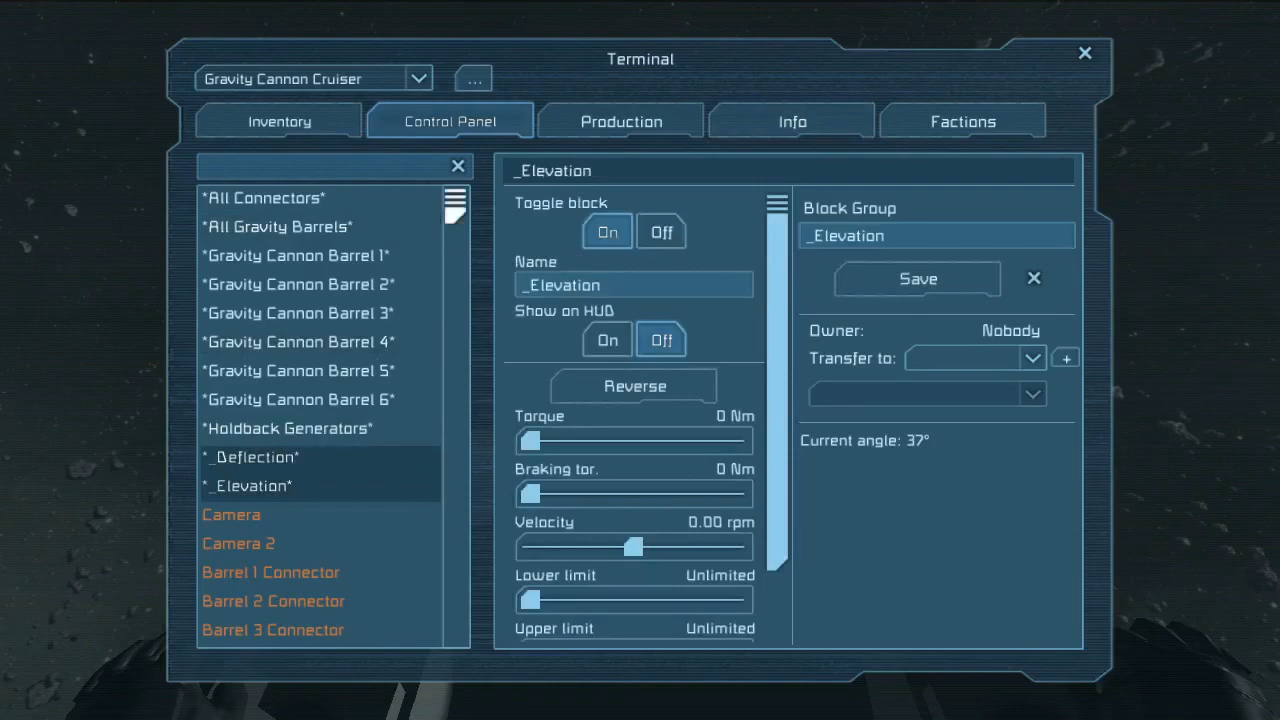 Terminal
Gravity Cannon Cruiser
...
Inventory
Control Panel
Production
Info
Factions
*All Connectors*
*All Gravity Barrels*
*Gravity Cannon Barrel 1*
*Gravity Cannon Barrel 2*
*Gravity Cannon Barrel 3*
*Gravity Cannon Barrel 4*
*Gravity Cannon Barrel 5*
*Gravity Cannon Barrel 6*
*Holdback Generators*
*_Deflection*
*_Elevation*
Camera
Camera 2
Barrel 1 Connector
Barrel 2 Connector
Barrel 3 Connector
_Elevation
Toggle block
On Off
Name
_Elevation
Show on HUD
On Off
Reverse
Torque 0 Nm
Braking tor. 0 Nm
Velocity 0.00 rpm
Lower limit Unlimited
Upper limit Unlimited
Block Group
_Elevation
Save
Owner: Nobody
Transfer to: +
Current angle: 37°